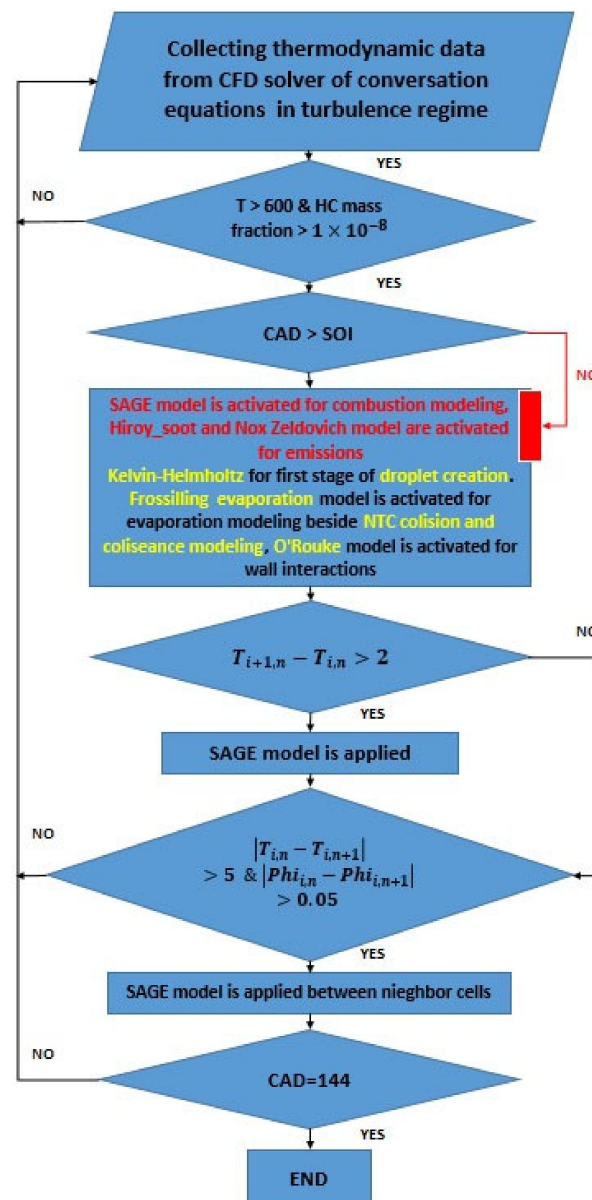 Collecting thermodynamic data
from CFD solver of conversation
equations in turbulence regime
YES
NO
T > 600 & HC mass
fraction > 1 × 10⁻⁸
YES
CAD > SOI
NO
SAGE model is activated for combustion modeling,
Hiroy_soot and Nox Zeldovich model are activated
for emissions
Kelvin-Helmholtz for first stage of droplet creation.
Frossilling evaporation model is activated for
evaporation modeling beside NTC colision and
coliseance modeling, O'Rouke model is activated for
wall interactions
NO
T_{i+1,n} − T_{i,n} > 2
YES
SAGE model is applied
NO
|T_{i,n} − T_{i,n+1}|
> 5 & |Phi_{i,n} − Phi_{i,n+1}|
> 0.05
YES
SAGE model is applied between nieghbor cells
NO
CAD=144
YES
END